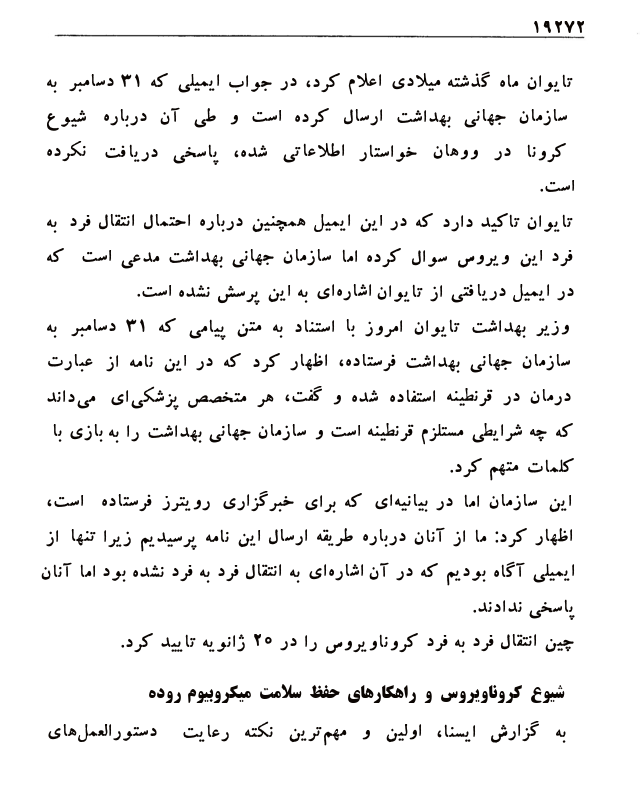 ۱۹۲۷۲
تایوان ماه گذشته میلادی اعلام کرد، در جواب ایمیلی که ۳۱ دسامبر به
سازمان جهانی بهداشت ارسال کرده است و طی آن درباره شیوع
کرونا در ووهان خواستار اطلاعاتی شده، پاسخی دریافت نکرده
است.
تایوان تاکید دارد که در این ایمیل همچنین درباره احتمال انتقال فرد به
فرد این ویروس سوال کرده اما سازمان جهانی بهداشت مدعی است که
در ایمیل دریافتی از تایوان اشاره‌ای به این پرسش نشده است.
وزیر بهداشت تایوان امروز با استناد به متن پیامی که ۳۱ دسامبر به
سازمان جهانی بهداشت فرستاده، اظهار کرد که در این نامه از عبارت
درمان در قرنطینه استفاده شده و گفت، هر متخصص پزشکی‌ای می‌داند
که چه شرایطی مستلزم قرنطینه است و سازمان جهانی بهداشت را به بازی با
کلمات متهم کرد.
این سازمان اما در بیانیه‌ای که برای خبرگزاری رویترز فرستاده است،
اظهار کرد: ما از آنان درباره طریقه ارسال این نامه پرسیدیم زیرا تنها از
ایمیلی آگاه بودیم که در آن اشاره‌ای به انتقال فرد به فرد نشده بود اما آنان
پاسخی ندادند.
چین انتقال فرد به فرد کروناویروس را در ۲۰ ژانویه تایید کرد.
شیوع کروناویروس و راهکارهای حفظ سلامت میکروبیوم روده
به گزارش ایسنا، اولین و مهم‌ترین نکته رعایت دستورالعمل‌های